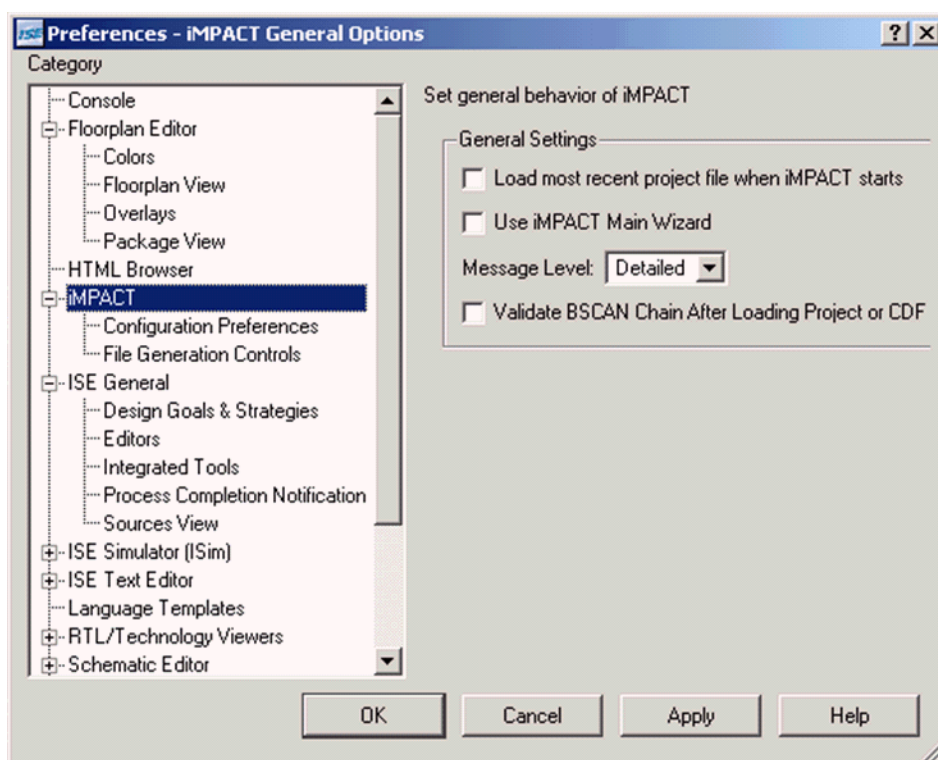 ISE Preferences - iMPACT General Options
Category
Console
Floorplan Editor
Colors
Floorplan View
Overlays
Package View
HTML Browser
iMPACT
Configuration Preferences
File Generation Controls
ISE General
Design Goals & Strategies
Editors
Integrated Tools
Process Completion Notification
Sources View
ISE Simulator (ISim)
ISE Text Editor
Language Templates
RTL/Technology Viewers
Schematic Editor
Set general behavior of iMPACT
General Settings
Load most recent project file when iMPACT starts
Use iMPACT Main Wizard
Message Level: Detailed
Validate BSCAN Chain After Loading Project or CDF
OK Cancel Apply Help